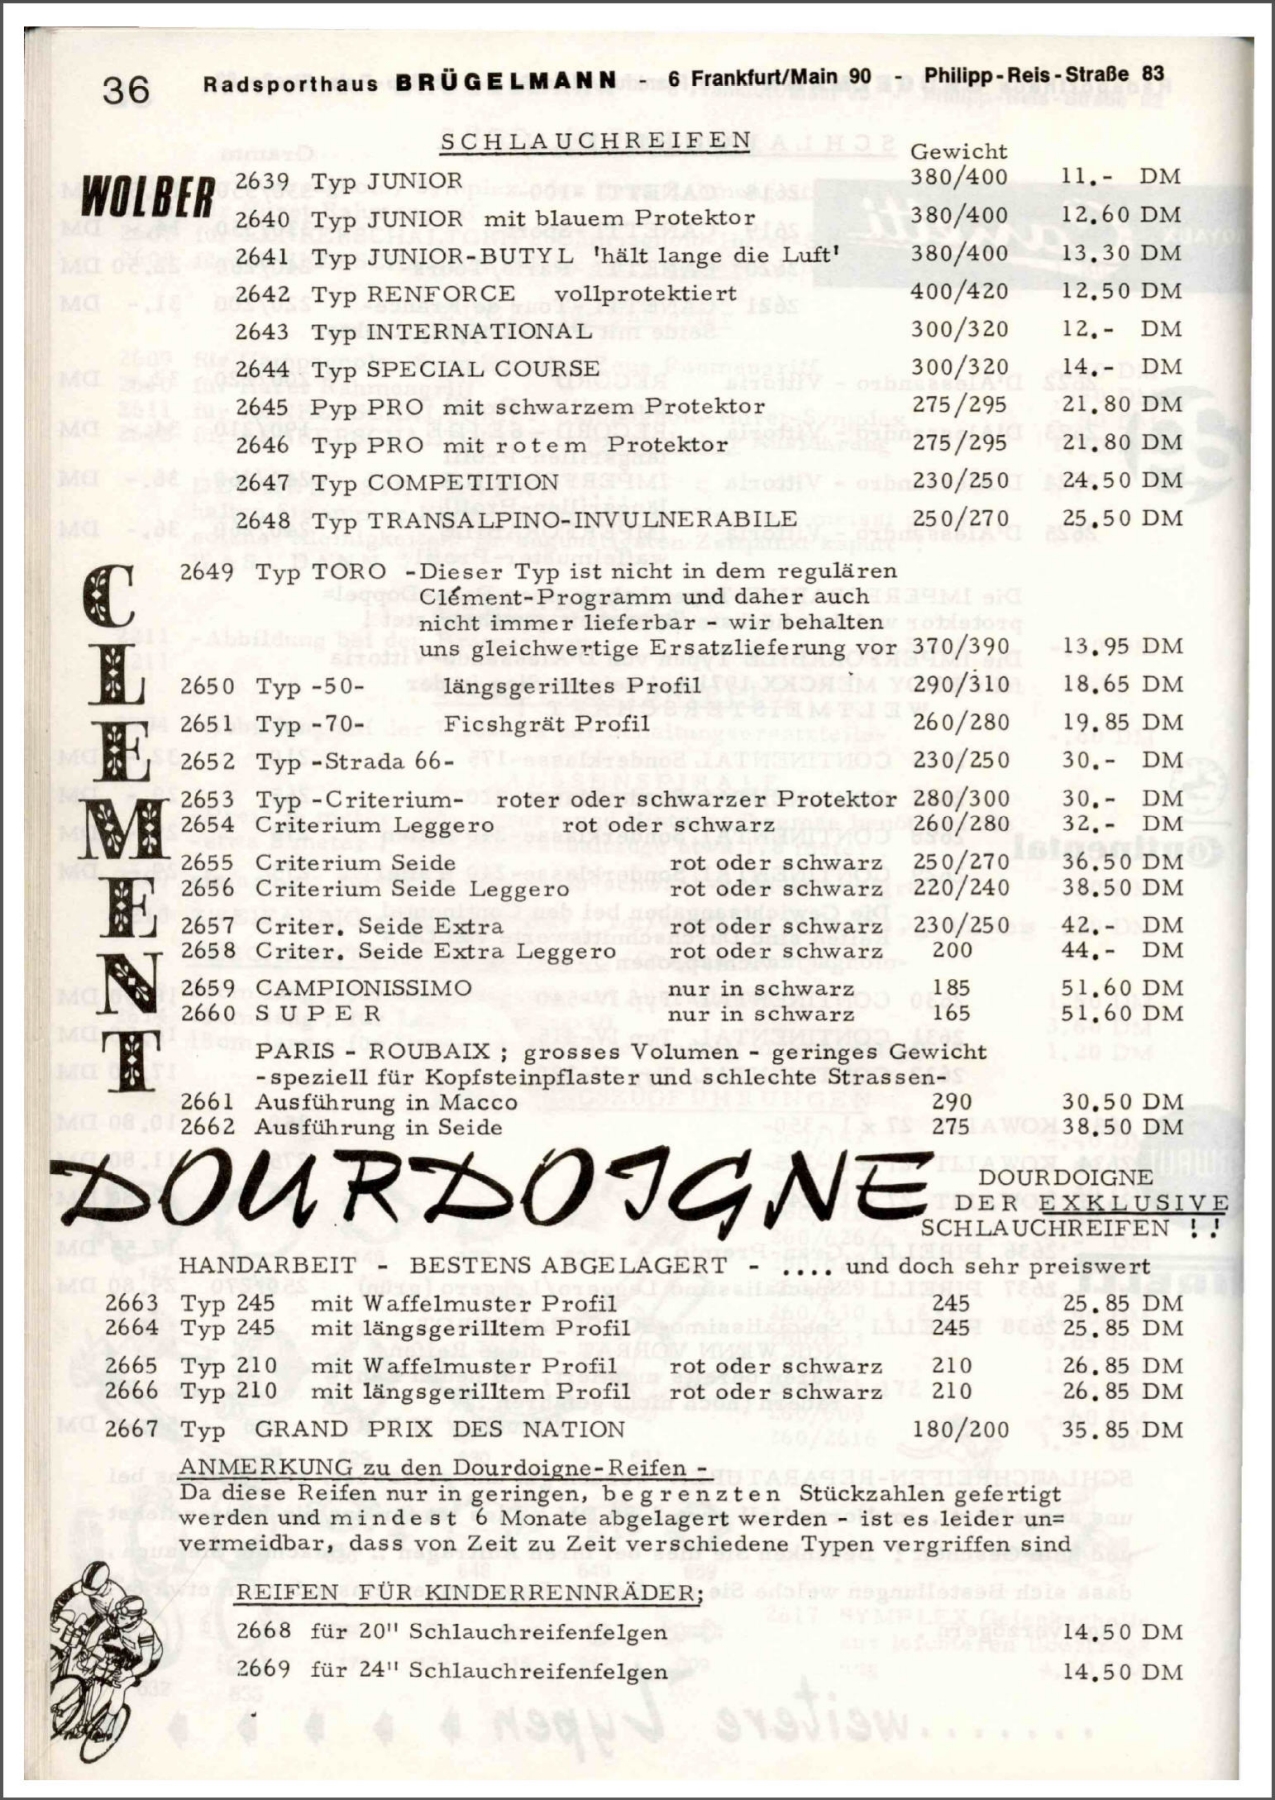 36 Radsporthaus BRÜGELMANN - 6 Frankfurt/Main 90 - Philipp-Reis-Straße 83
SCHLAUCHREIFEN
Gewicht
WOLBER
2639 Typ JUNIOR 380/400 11.- DM
2640 Typ JUNIOR mit blauem Protektor 380/400 12.60 DM
2641 Typ JUNIOR-BUTYL 'hält lange die Luft' 380/400 13.30 DM
2642 Typ RENFORCE vollprotektiert 400/420 12.50 DM
2643 Typ INTERNATIONAL 300/320 12.- DM
2644 Typ SPECIAL COURSE 300/320 14.- DM
2645 Pyp PRO mit schwarzem Protektor 275/295 21.80 DM
2646 Typ PRO mit rotem Protektor 275/295 21.80 DM
2647 Typ COMPETITION 230/250 24.50 DM
2648 Typ TRANSALPINO-INVULNERABILE 250/270 25.50 DM
CLEMENT
2649 Typ TORO -Dieser Typ ist nicht in dem regulären
Clément-Programm und daher auch
nicht immer lieferbar - wir behalten
uns gleichwertige Ersatzlieferung vor 370/390 13.95 DM
2650 Typ -50- längsgerilltes Profil 290/310 18.65 DM
2651 Typ -70- Ficshgrät Profil 260/280 19.85 DM
2652 Typ -Strada 66- 230/250 30.- DM
2653 Typ -Criterium- roter oder schwarzer Protektor 280/300 30.- DM
2654 Criterium Leggero rot oder schwarz 260/280 32.- DM
2655 Criterium Seide rot oder schwarz 250/270 36.50 DM
2656 Criterium Seide Leggero rot oder schwarz 220/240 38.50 DM
2657 Criter. Seide Extra rot oder schwarz 230/250 42.- DM
2658 Criter. Seide Extra Leggero rot oder schwarz 200 44.- DM
2659 CAMPIONISSIMO nur in schwarz 185 51.60 DM
2660 SUPER nur in schwarz 165 51.60 DM
PARIS - ROUBAIX ; grosses Volumen - geringes Gewicht
-speziell für Kopfsteinpflaster und schlechte Strassen-
2661 Ausführung in Macco 290 30.50 DM
2662 Ausführung in Seide 275 38.50 DM
DOURDOIGNE
DOURDOIGNE
DER EXKLUSIVE
SCHLAUCHREIFEN !!
HANDARBEIT - BESTENS ABGELAGERT - .... und doch sehr preiswert
2663 Typ 245 mit Waffelmuster Profil 245 25.85 DM
2664 Typ 245 mit längsgerilltem Profil 245 25.85 DM
2665 Typ 210 mit Waffelmuster Profil rot oder schwarz 210 26.85 DM
2666 Typ 210 mit längsgerilltem Profil rot oder schwarz 210 26.85 DM
2667 Typ GRAND PRIX DES NATION 180/200 35.85 DM
ANMERKUNG zu den Dourdoigne-Reifen -
Da diese Reifen nur in geringen, begrenzten Stückzahlen gefertigt
werden und mindest 6 Monate abgelagert werden - ist es leider un=
vermeidbar, dass von Zeit zu Zeit verschiedene Typen vergriffen sind
REIFEN FÜR KINDERRENNRÄDER;
2668 für 20" Schlauchreifenfelgen 14.50 DM
2669 für 24" Schlauchreifenfelgen 14.50 DM